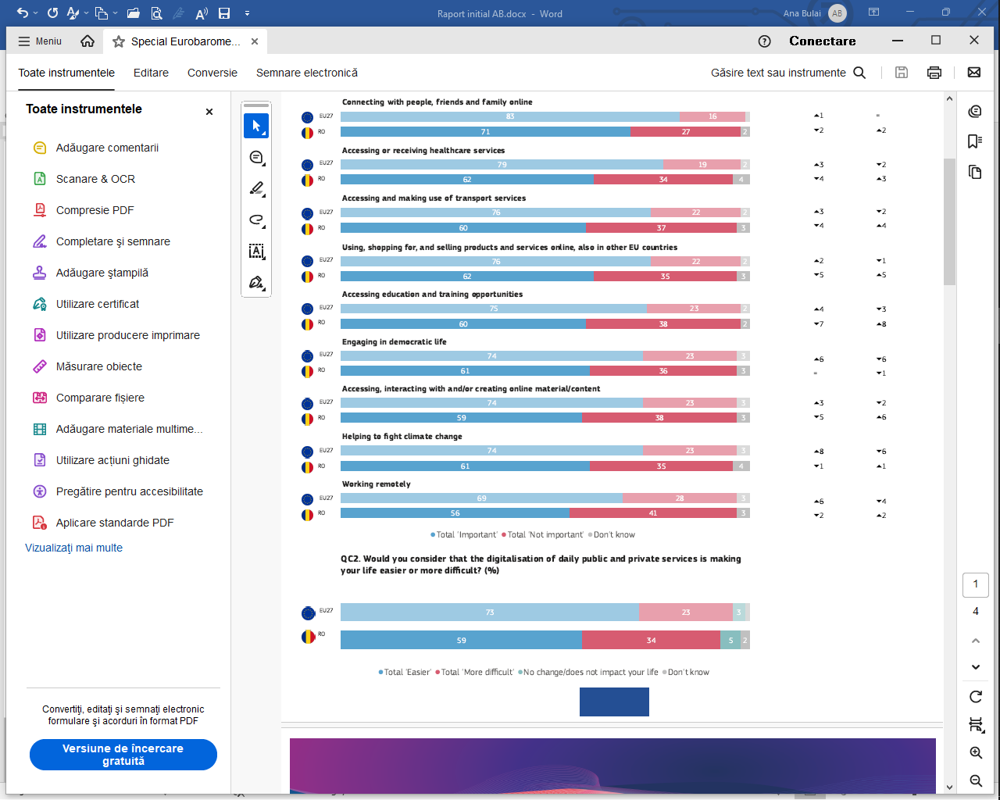 Raport initial AB.docx - Word
Ana Bulai AB
Meniu
Special Eurobarome...
Conectare
Toate instrumentele
Editare
Conversie
Semnare electronică
Găsire text sau instrumente
Toate instrumentele
Adăugare comentarii
Scanare & OCR
Compresie PDF
Completare și semnare
Adăugare ştampilă
Utilizare certificat
Utilizare producere imprimare
Măsurare obiecte
Comparare fișiere
Adăugare materiale multime...
Utilizare acțiuni ghidate
Pregătire pentru accesibilitate
Aplicare standarde PDF
Vizualizaţi mai multe
Convertiţi, editaţi şi semnaţi electronic
formulare şi acorduri în format PDF
Versiune de încercare
gratuită
Connecting with people, friends and family online
EU27 83 16 ▲1 =
RO 71 27 2 ▼2 ▲2
Accessing or receiving healthcare services
EU27 79 19 2 ▲3 ▼2
RO 62 34 4 ▼4 ▲3
Accessing and making use of transport services
EU27 76 22 2 ▲3 ▼2
RO 60 37 3 ▼4 ▲4
Using, shopping for, and selling products and services online, also in other EU countries
EU27 76 22 2 ▲2 ▼1
RO 62 35 3 ▼5 ▲5
Accessing education and training opportunities
EU27 75 23 2 ▲4 ▼3
RO 60 38 2 ▼7 ▲8
Engaging in democratic life
EU27 74 23 3 ▲6 ▼6
RO 61 36 3 = ▼1
Accessing, interacting with and/or creating online material/content
EU27 74 23 3 ▲3 ▼2
RO 59 38 3 ▼5 ▲6
Helping to fight climate change
EU27 74 23 3 ▲8 ▼6
RO 61 35 4 ▼1 ▲1
Working remotely
EU27 69 28 3 ▲6 ▼4
RO 56 41 3 ▼2 ▲2
Total 'Important' Total 'Not important' Don't know
QC2. Would you consider that the digitalisation of daily public and private services is making
your life easier or more difficult? (%)
EU27 73 23 3
RO 59 34 5 2
Total 'Easier' Total 'More difficult' No change/does not impact your life Don't know
1
4